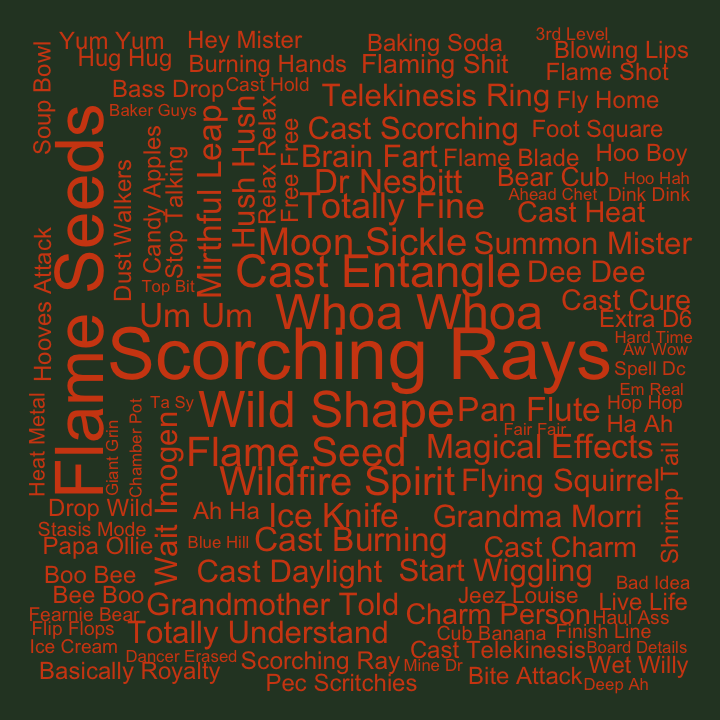 3rd Level
Yum Yum
Hey Mister
Baking Soda
Blowing Lips
Hug Hug
Burning Hands
Flaming Shit
Flame Shot
Soup Bowl
Bass Drop
Cast Hold
Telekinesis Ring
Fly Home
Baker Guys
Cast Scorching
Foot Square
Brain Fart
Flame Blade
Hoo Boy
Dr Nesbitt
Bear Cub
Hoo Hah
Ahead Chet
Dink Dink
Totally Fine
Cast Heat
Flame Seeds
Dust Walkers
Candy Apples
Stop Talking
Mirthful Leap
Hush Hush
Relax Relax
Free Free
Moon Sickle
Summon Mister
Cast Entangle
Dee Dee
Hooves Attack
Top Bit
Cast Cure
Um Um
Whoa Whoa
Extra D6
Hard Time
Aw Wow
Scorching Rays
Spell Dc
Em Real
Heat Metal
Giant Grin
Chamber Pot
Ta Sy
Wild Shape
Pan Flute
Hop Hop
Ha Ah
Fair Fair
Wait Imogen
Flame Seed
Magical Effects
Wildfire Spirit
Flying Squirrel
Shrimp Tail
Drop Wild
Ah Ha
Ice Knife
Grandma Morri
Stasis Mode
Papa Ollie
Blue Hill
Cast Burning
Cast Charm
Boo Bee
Cast Daylight
Start Wiggling
Bad Idea
Bee Boo
Jeez Louise
Live Life
Grandmother Told
Charm Person
Fearnie Bear
Haul Ass
Flip Flops
Totally Understand
Cub Banana
Finish Line
Ice Cream
Cast Telekinesis
Board Details
Dancer Erased
Scorching Ray
Mine Dr
Wet Willy
Basically Royalty
Bite Attack
Pec Scritchies
Deep Ah